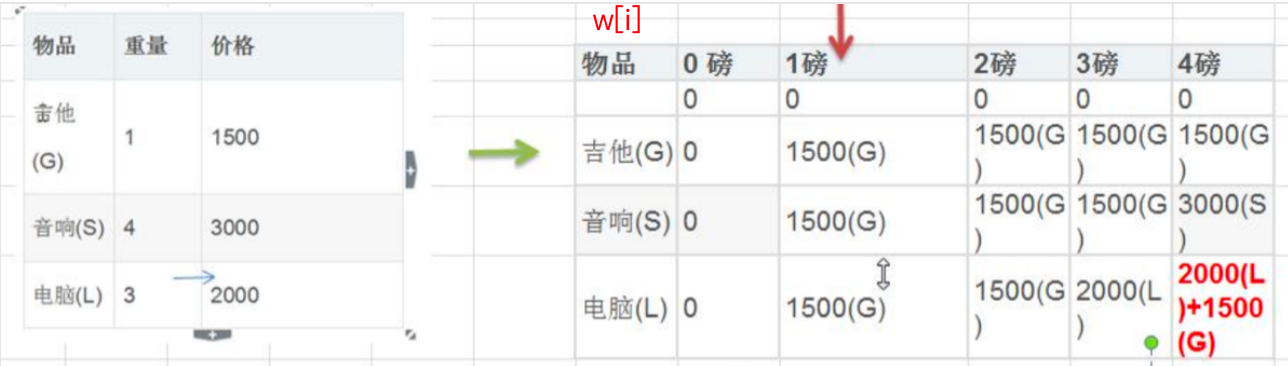 w[i]
物品 重量 价格
吉他
(G)
1 1500
音响(S) 4 3000
电脑(L) 3 2000
物品 0 磅 1磅 2磅 3磅 4磅
0 0 0 0 0
吉他(G) 0 1500(G) 1500(G
) 1500(G
) 1500(G
)
音响(S) 0 1500(G) 1500(G
) 1500(G
) 3000(S
)
电脑(L) 0 1500(G) 1500(G
) 2000(L
) 2000(L
)+1500
(G)